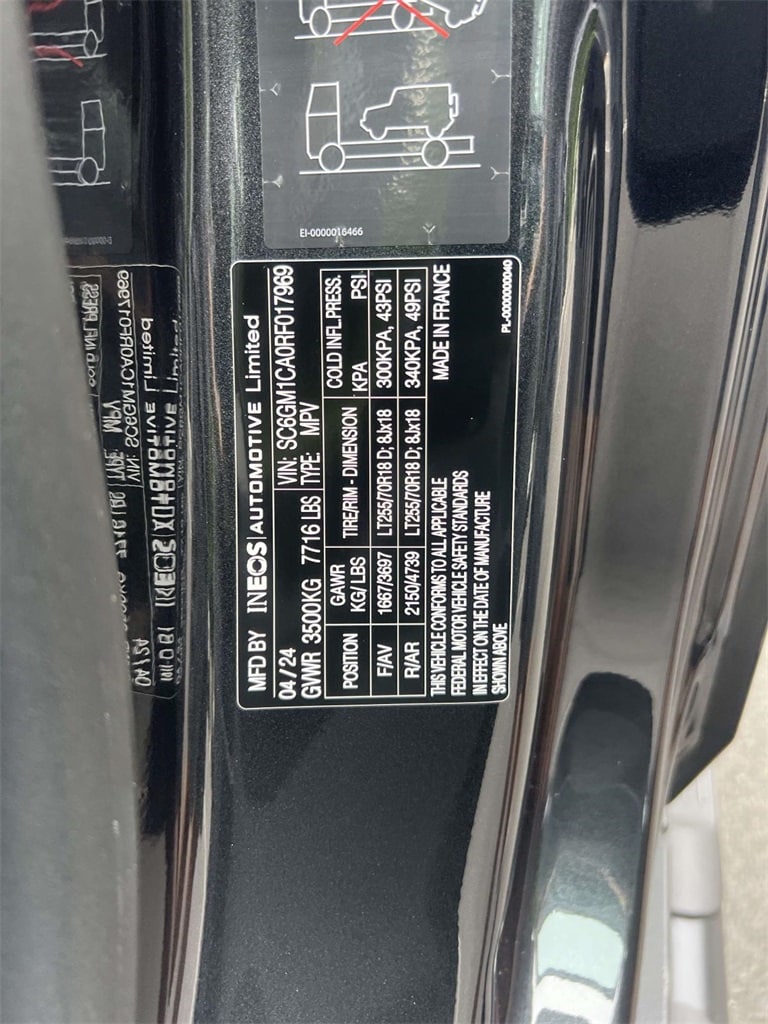 EI-0000016466
MFD BY INEOS AUTOMOTIVE Limited
04/24 VIN: SC6GM1CA0RF017969
GVWR 3500KG 7716 LBS TYPE: MPV
POSITION GAWR KG/LBS TIRE/RIM - DIMENSION COLD INFL.PRESS. KPA PSI
F/AV 1667/3697 LT255/70R18 D; 8Jx18 300KPA, 43PSI
R/AR 2150/4739 LT255/70R18 D; 8Jx18 340KPA, 49PSI
THIS VEHICLE CONFORMS TO ALL APPLICABLE MADE IN FRANCE
FEDERAL MOTOR VEHICLE SAFETY STANDARDS
IN EFFECT ON THE DATE OF MANUFACTURE
SHOWN ABOVE
PL-0000000040